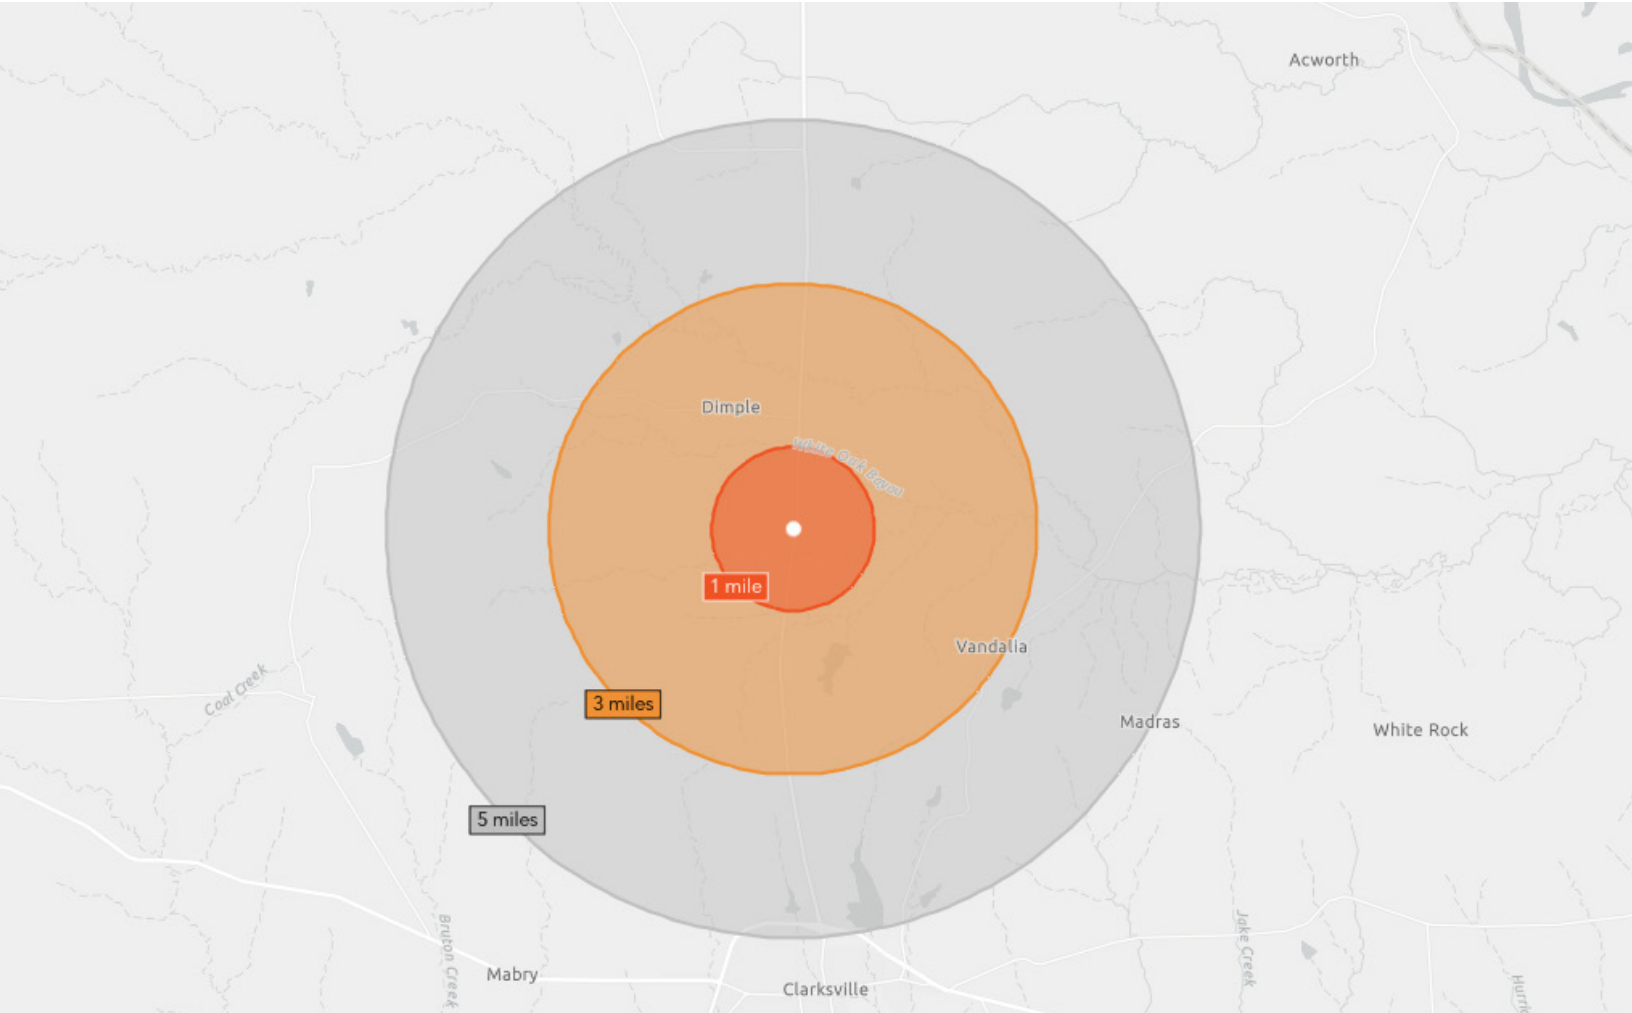 Acworth
Dimple
White Oak Bayou
1 mile
Vandalia
Coal Creek
3 miles
Madras
White Rock
5 miles
Bruton Creek
Jake Creek
Mabry
Clarksville